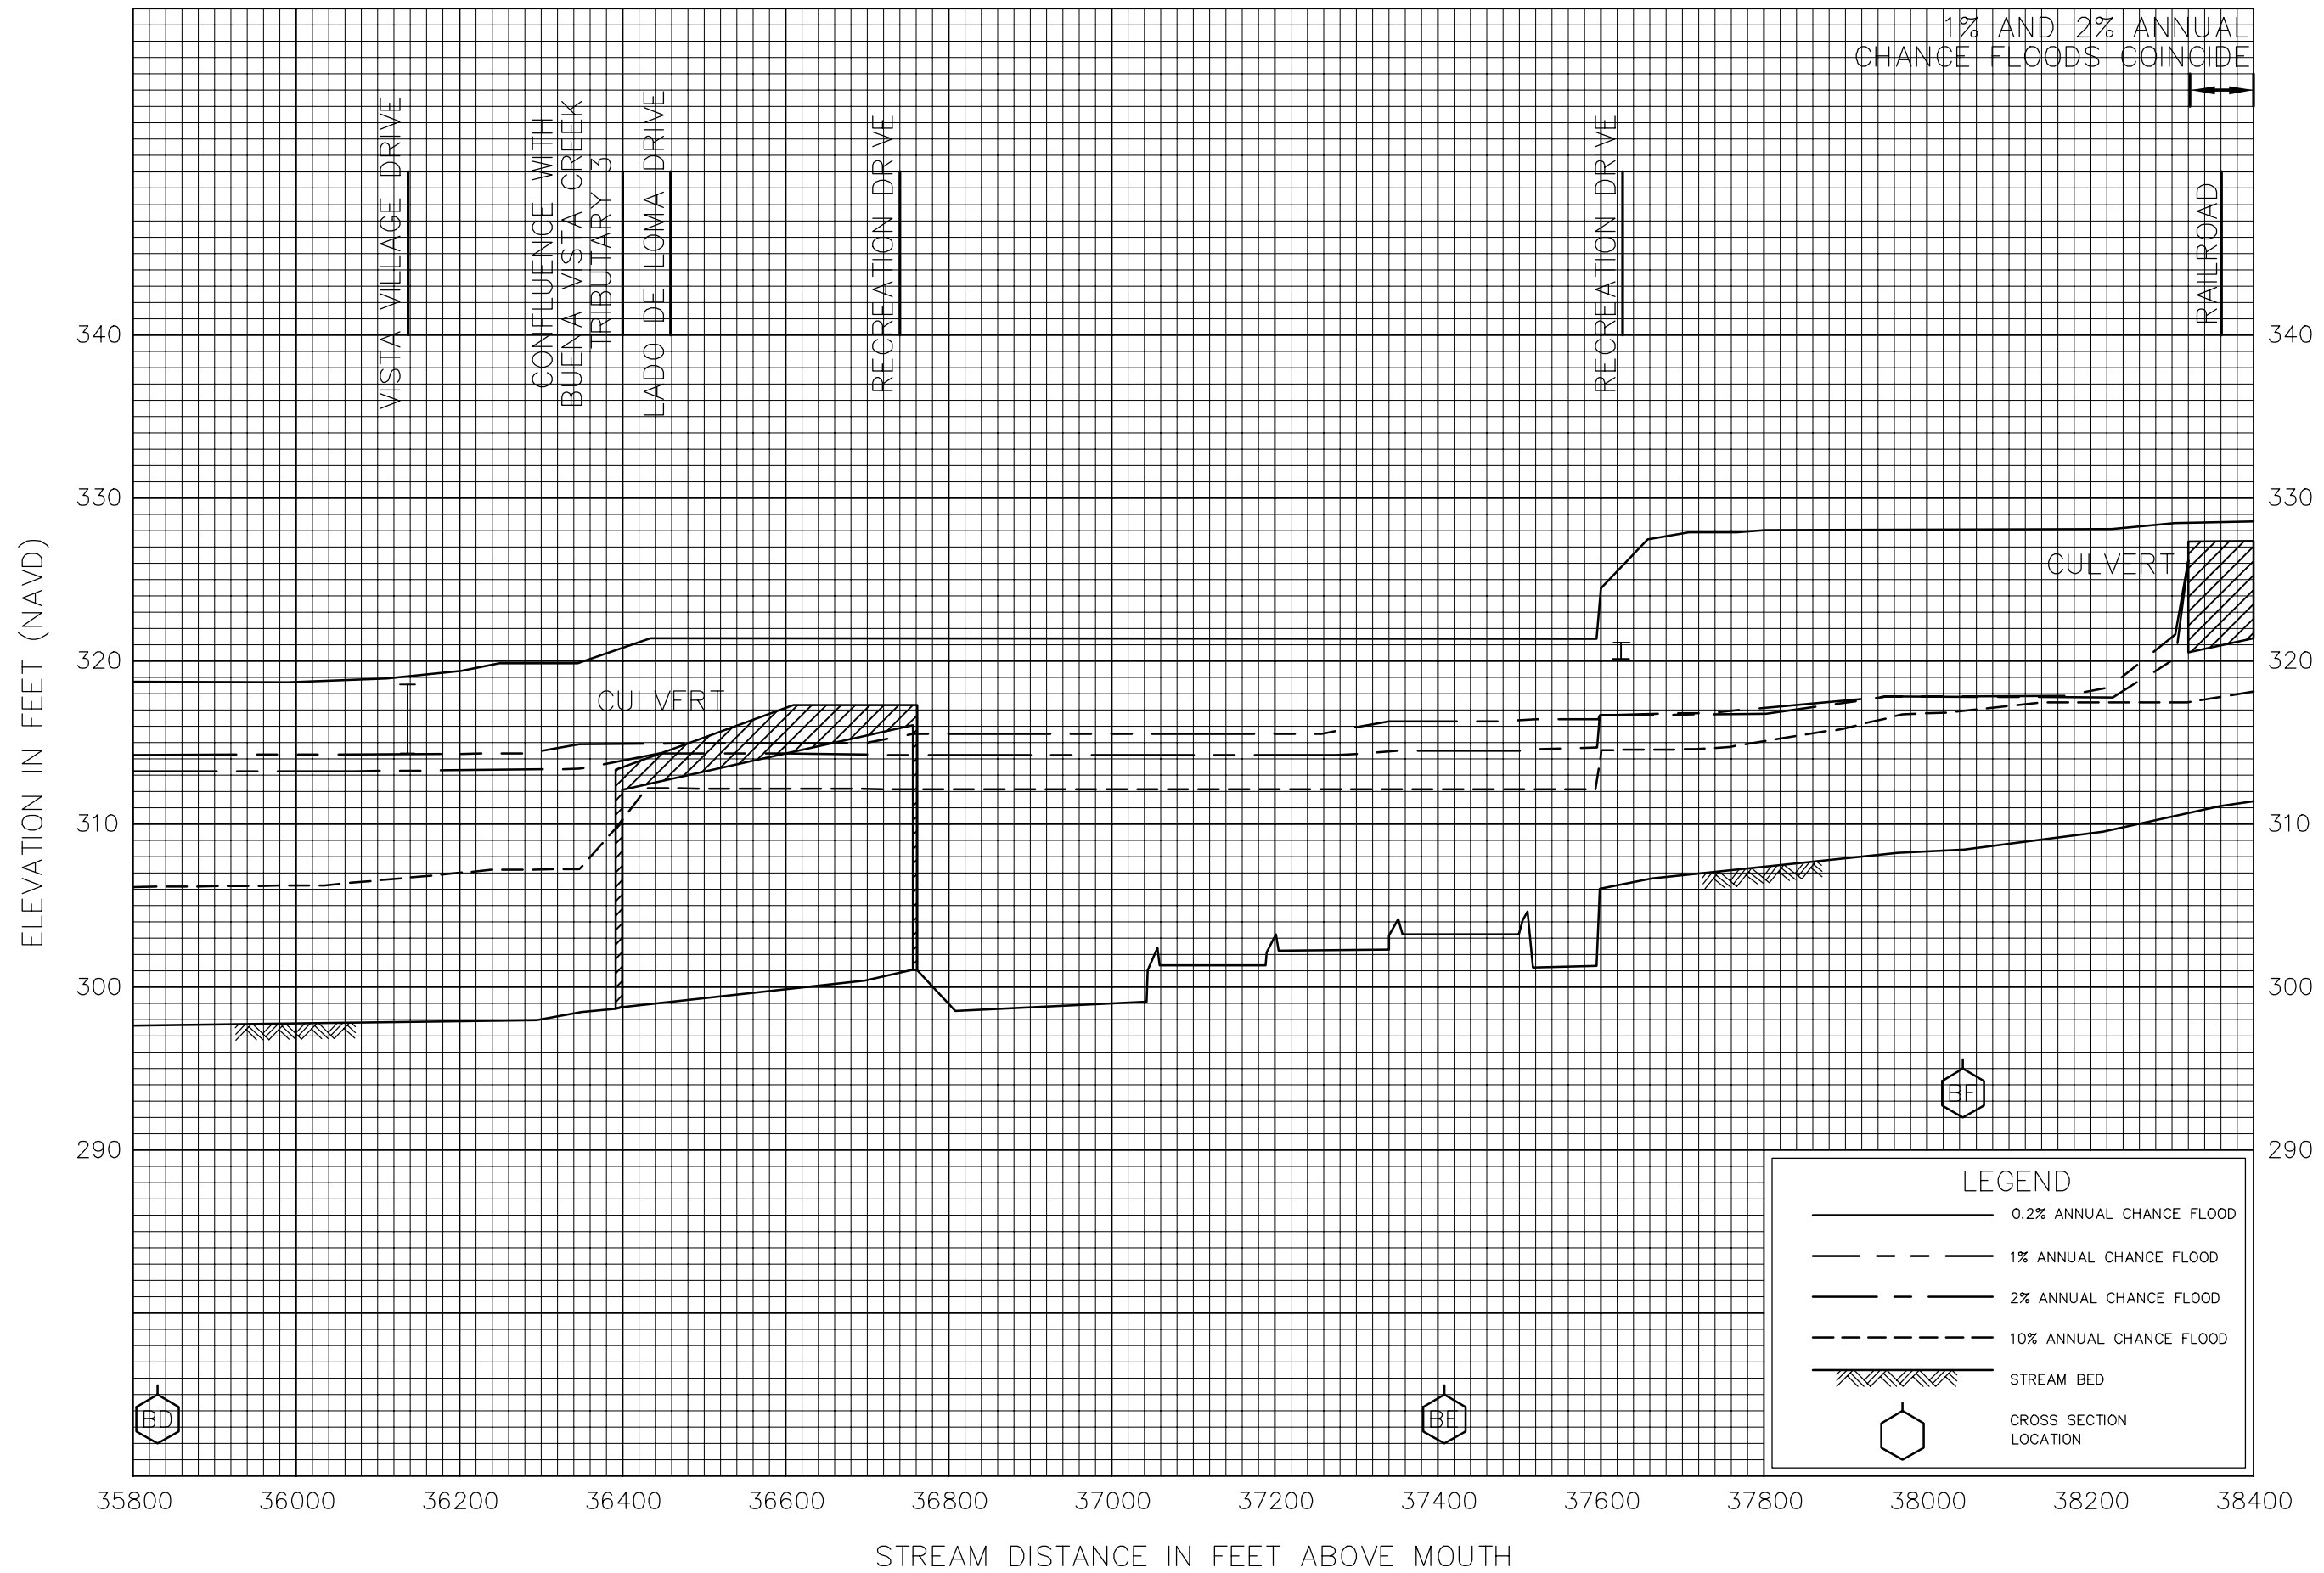 1% AND 2% ANNUAL
CHANCE FLOODS COINCIDE
VISTA VILLAGE DRIVE
CONFLUENCE WITH
BUENA VISTA CREEK
TRIBUTARY 3
LADO DE LOMA DRIVE
RECREATION DRIVE
RECREATION DRIVE
RAILROAD
340
340
330
330
CULVERT
320
320
CULVERT
310
310
300
300
290
290
ELEVATION IN FEET (NAVD)
BF
BD
BE
LEGEND
0.2% ANNUAL CHANCE FLOOD
1% ANNUAL CHANCE FLOOD
2% ANNUAL CHANCE FLOOD
10% ANNUAL CHANCE FLOOD
STREAM BED
CROSS SECTION
LOCATION
35800 36000 36200 36400 36600 36800 37000 37200 37400 37600 37800 38000 38200 38400
STREAM DISTANCE IN FEET ABOVE MOUTH